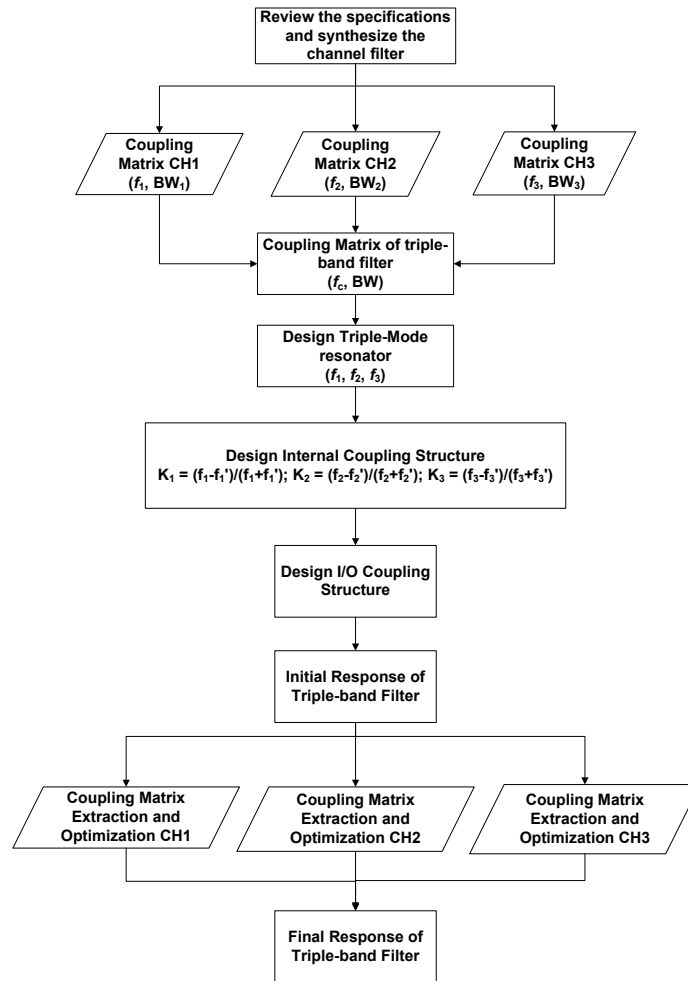 Review the specifications
and synthesize the
channel filter
Coupling
Matrix CH1
(f₁, BW₁)
Coupling
Matrix CH2
(f₂, BW₂)
Coupling
Matrix CH3
(f₃, BW₃)
Coupling Matrix of triple-
band filter
(f_c, BW)
Design Triple-Mode
resonator
(f₁, f₂, f₃)
Design Internal Coupling Structure
K₁ = (f₁-f₁')/(f₁+f₁'); K₂ = (f₂-f₂')/(f₂+f₂'); K₃ = (f₃-f₃')/(f₃+f₃')
Design I/O Coupling
Structure
Initial Response of
Triple-band Filter
Coupling Matrix
Extraction and
Optimization CH1
Coupling Matrix
Extraction and
Optimization CH2
Coupling Matrix
Extraction and
Optimization CH3
Final Response of
Triple-band Filter